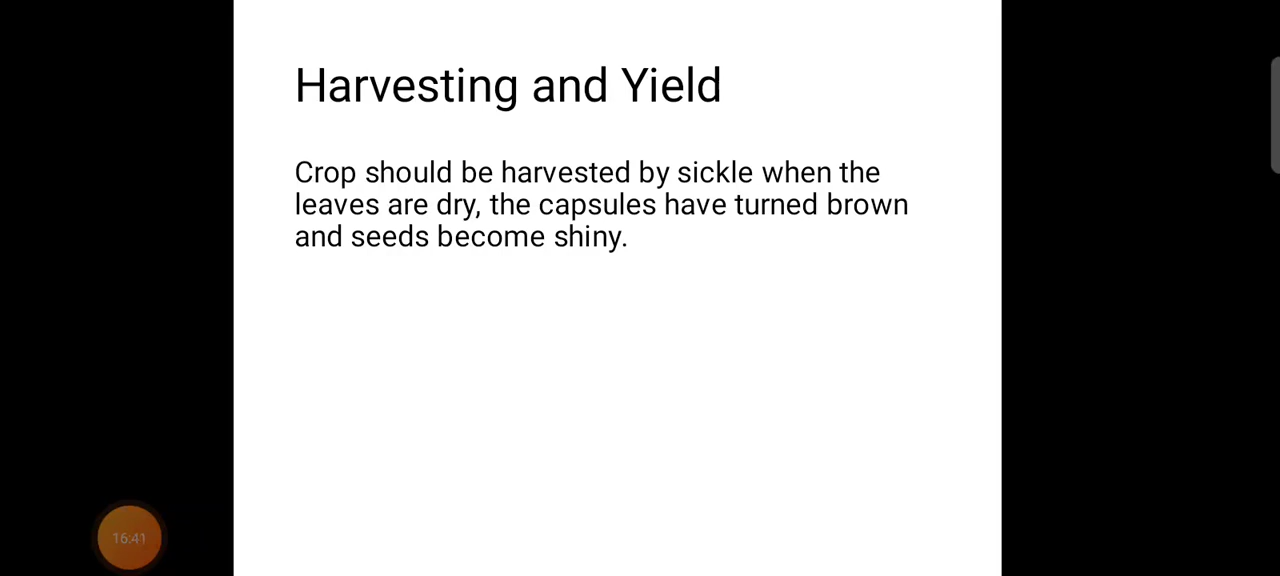 Harvesting and Yield
Crop should be harvested by sickle when the
leaves are dry, the capsules have turned brown
and seeds become shiny.
16:41